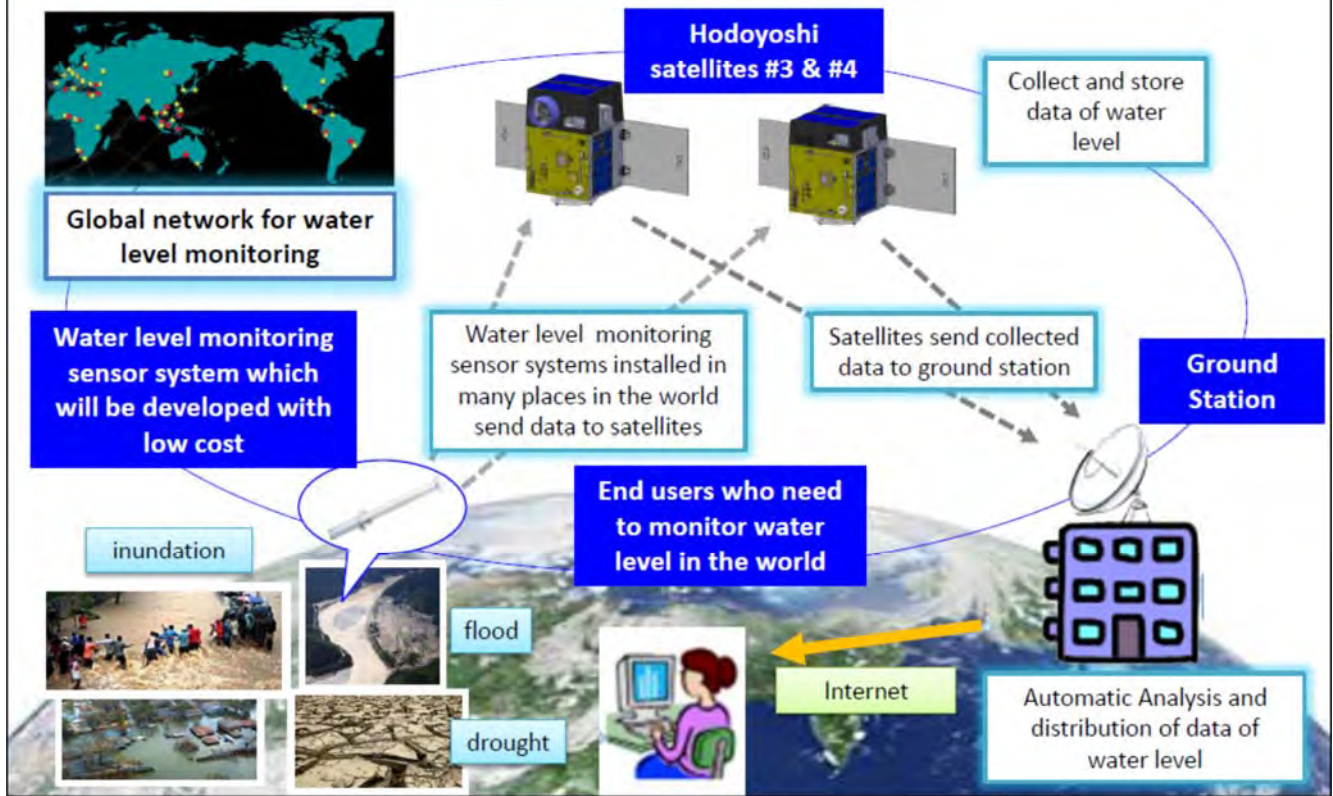 Hodoyoshi
satellites #3 & #4
Collect and store
data of water
level
Global network for water
level monitoring
Water level monitoring
sensor system which
will be developed with
low cost
Water level monitoring
sensor systems installed in
many places in the world
send data to satellites
Satellites send collected
data to ground station
Ground
Station
End users who need
to monitor water
level in the world
inundation
flood
drought
Internet
Automatic Analysis and
distribution of data of
water level